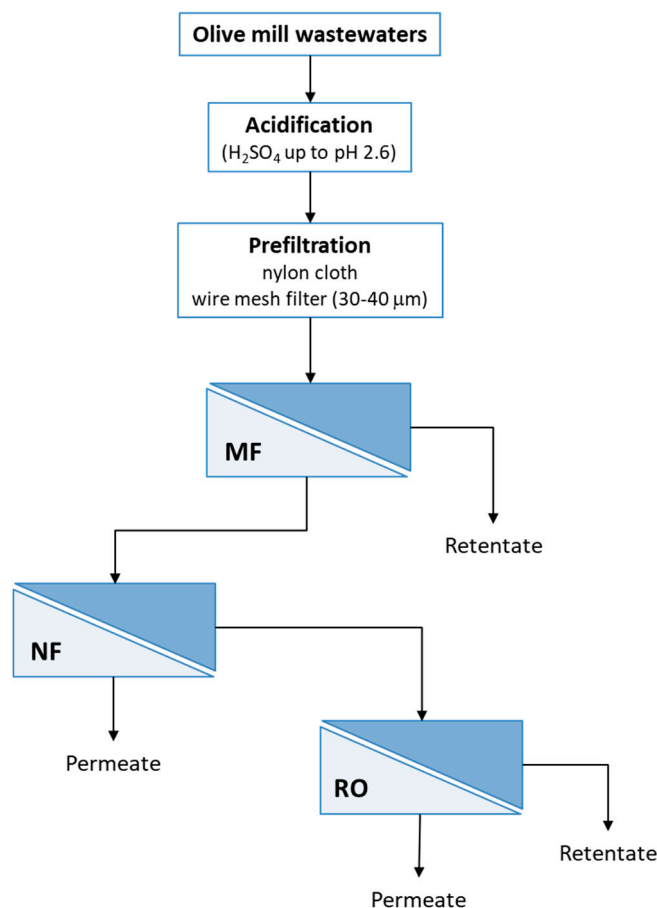 Olive mill wastewaters
Acidification
(H₂SO₄ up to pH 2.6)
Prefiltration
nylon cloth
wire mesh filter (30-40 μm)
MF
Retentate
NF
Permeate
RO
Retentate
Permeate